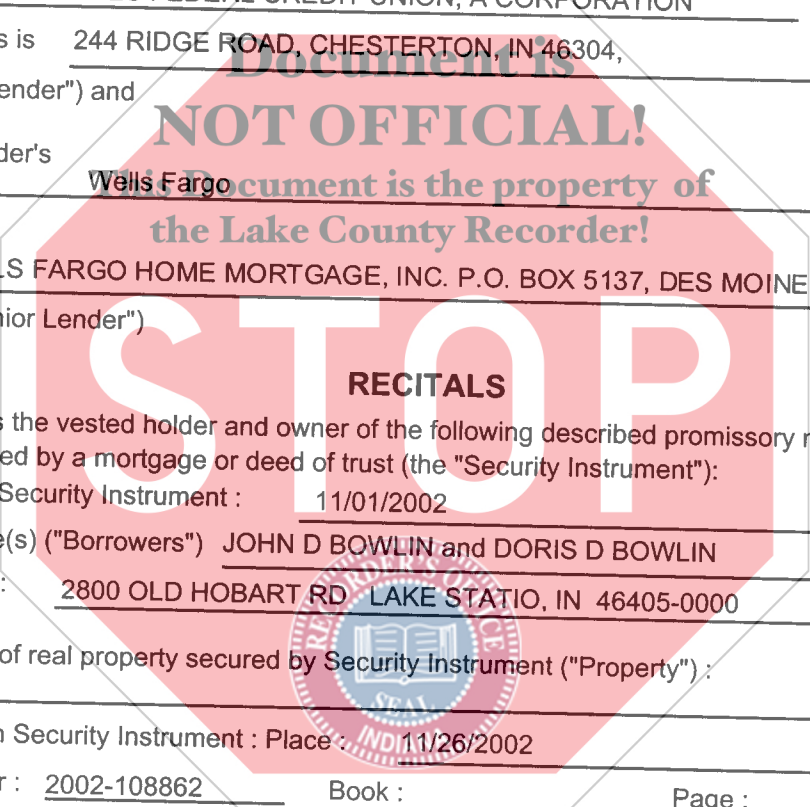 FEDERAL CREDIT UNION, A CORPORATION
s is 244 RIDGE ROAD, CHESTERTON, IN 46304,
Document is
ender") and
NOT OFFICIAL!
der's
Wells Fargo
This Document is the property of
the Lake County Recorder!
LS FARGO HOME MORTGAGE, INC. P.O. BOX 5137, DES MOINE
nior Lender")
STOP
RECITALS
s the vested holder and owner of the following described promissory
ed by a mortgage or deed of trust (the "Security Instrument"):
Security Instrument : 11/01/2002
e(s) ("Borrowers") JOHN D BOWLIN and DORIS D BOWLIN
: 2800 OLD HOBART RD LAKE STATIO, IN 46405-0000
of real property secured by Security Instrument ("Property") :
RECORDER'S OFFICE
SEAL
INDIANA
n Security Instrument : Place : 11/26/2002
r : 2002-108862 Book : Page :